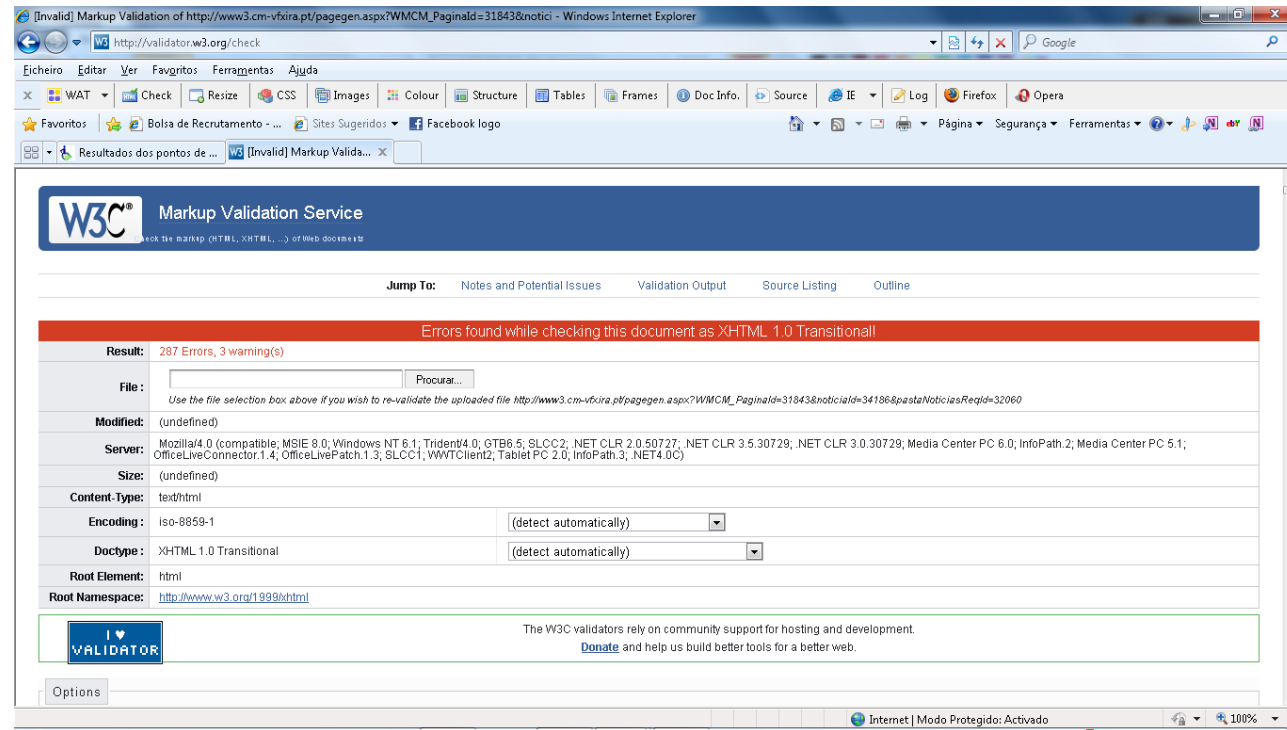 [Invalid] Markup Validation of http://www3.cm-vfxira.pt/pagegen.aspx?WMCM_PaginaId=31843&notici - Windows Internet Explorer
http://validator.w3.org/check Google
Ficheiro Editar Ver Favoritos Ferramentas Ajuda
x WAT Check Resize CSS Images Colour Structure Tables Frames Doc Info. Source IE Log Firefox Opera
Favoritos Bolsa de Recrutamento - ... Sites Sugeridos Facebook logo Página Segurança Ferramentas
Resultados dos pontos de ... W3 [Invalid] Markup Valida... X
W3C® Markup Validation Service
Check the markup (HTML, XHTML, ...) of Web documents
Jump To: Notes and Potential Issues Validation Output Source Listing Outline
Errors found while checking this document as XHTML 1.0 Transitional!
Result: 287 Errors, 3 warning(s)
File : Procurar...
Use the file selection box above if you wish to re-validate the uploaded file http://www3.cm-vfxira.pt/pagegen.aspx?WMCM_PaginaId=31843&noticiaId=34186&pastaNoticiasReqId=32060
Modified: (undefined)
Server: Mozilla/4.0 (compatible; MSIE 8.0; Windows NT 6.1; Trident/4.0; GTB6.5; SLCC2; .NET CLR 2.0.50727; .NET CLR 3.5.30729; .NET CLR 3.0.30729; Media Center PC 6.0; InfoPath.2; Media Center PC 5.1;
OfficeLiveConnector.1.4; OfficeLivePatch.1.3; SLCC1; WWTClient2; Tablet PC 2.0; InfoPath.3; .NET4.0C)
Size: (undefined)
Content-Type: text/html
Encoding : iso-8859-1 (detect automatically)
Doctype : XHTML 1.0 Transitional (detect automatically)
Root Element: html
Root Namespace: http://www.w3.org/1999/xhtml
I ♥ The W3C validators rely on community support for hosting and development.
VALIDATOR Donate and help us build better tools for a better web.
Options
Internet | Modo Protegido: Activado 100%